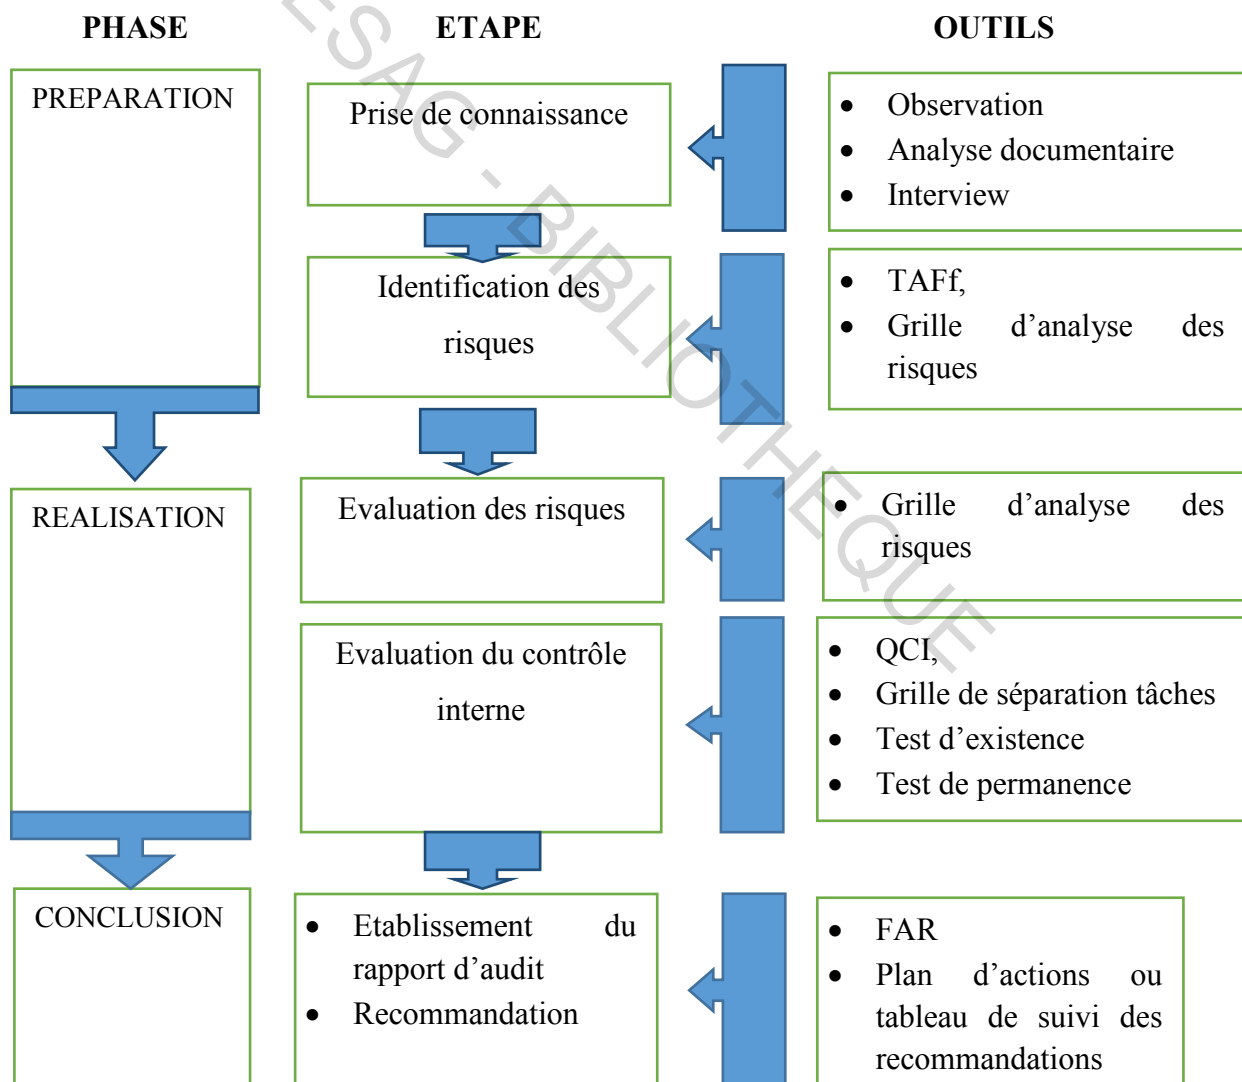 PHASE ETAPE OUTILS
PREPARATION
Prise de connaissance
• Observation
• Analyse documentaire
• Interview
Identification des
risques
• TAFf,
• Grille d’analyse des
risques
REALISATION
Evaluation des risques
• Grille d’analyse des
risques
Evaluation du contrôle
interne
• QCI,
• Grille de séparation tâches
• Test d’existence
• Test de permanence
CONCLUSION
• Etablissement du
rapport d’audit
• Recommandation
• FAR
• Plan d’actions ou
tableau de suivi des
recommandations
ESAG - BIBLIOTHEQUE